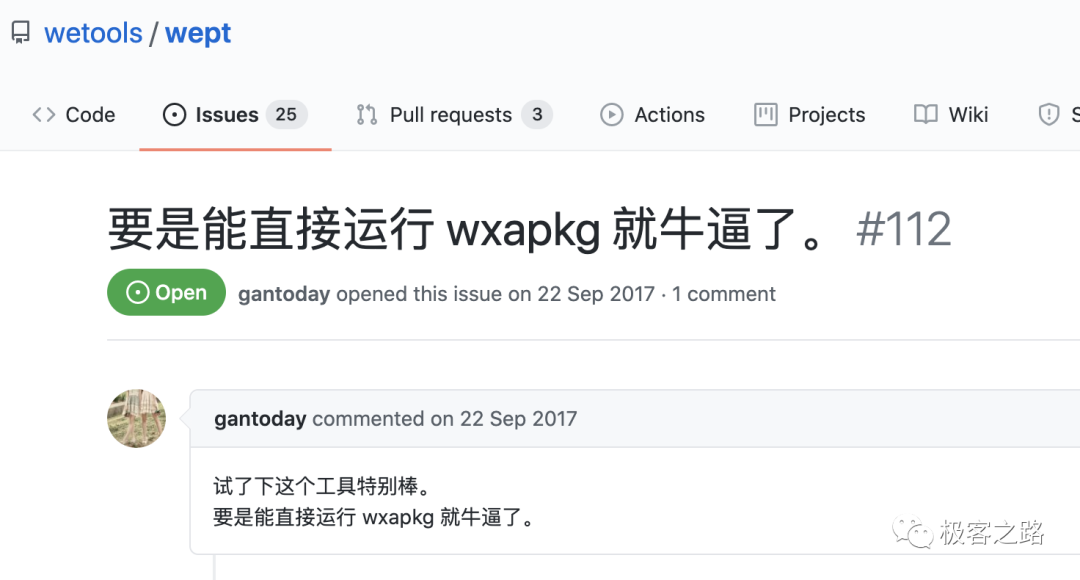 wetools / wept
Code Issues 25 Pull requests 3 Actions Projects Wiki S
要是能直接运行 wxapkg 就牛逼了。 #112
Open gantoday opened this issue on 22 Sep 2017 · 1 comment
gantoday commented on 22 Sep 2017
试了下这个工具特别棒。
要是能直接运行 wxapkg 就牛逼了。
极客之路